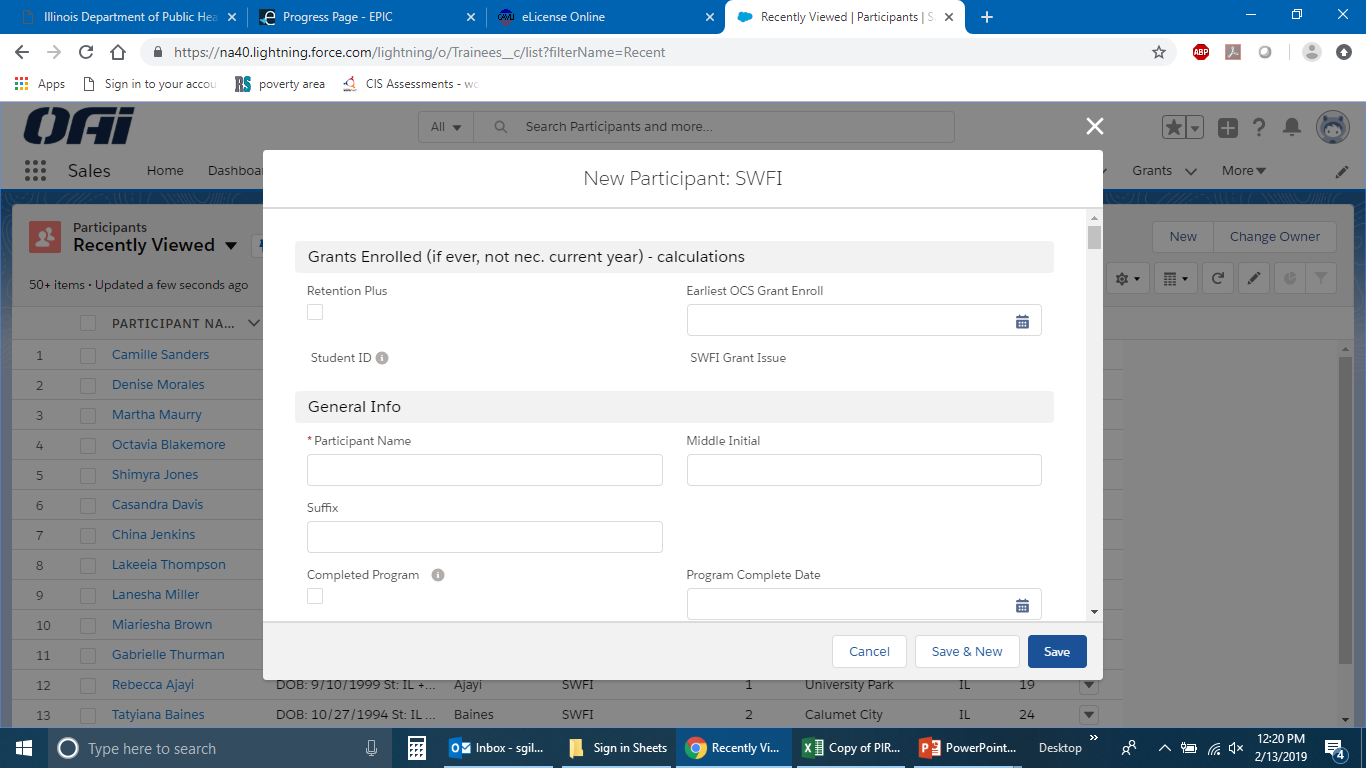 Illinois Department of Public Hea
Progress Page - EPIC
eLicense Online
Recently Viewed | Participants | S
https://na40.lightning.force.com/lightning/o/Trainees__c/list?filterName=Recent
ABP
Apps
Sign in to your accou
RS poverty area
CIS Assessments - wo
OAi
All
Search Participants and more...
Sales
Home
Dashboar
Grants
More
New Participant: SWFI
Participants
Recently Viewed
New
Change Owner
50+ items • Updated a few seconds ago
Grants Enrolled (if ever, not nec. current year) - calculations
Retention Plus
Earliest OCS Grant Enroll
Student ID
SWFI Grant Issue
General Info
* Participant Name
Middle Initial
Suffix
Completed Program
Program Complete Date
Cancel
Save & New
Save
PARTICIPANT NA...
1 Camille Sanders
2 Denise Morales
3 Martha Maurry
4 Octavia Blakemore
5 Shimyra Jones
6 Casandra Davis
7 China Jenkins
8 Lakeeia Thompson
9 Lanesha Miller
10 Miariesha Brown
11 Gabrielle Thurman
12 Rebecca Ajayi DOB: 9/10/1999 St: IL +... Ajayi SWFI 1 University Park IL 19
13 Tatyiana Baines DOB: 10/27/1994 St: IL ... Baines SWFI 2 Calumet City IL 24
Type here to search
Inbox - sgil...
Sign in Sheets
Recently Vi...
Copy of PIR...
PowerPoint...
Desktop
12:20 PM
2/13/2019
4